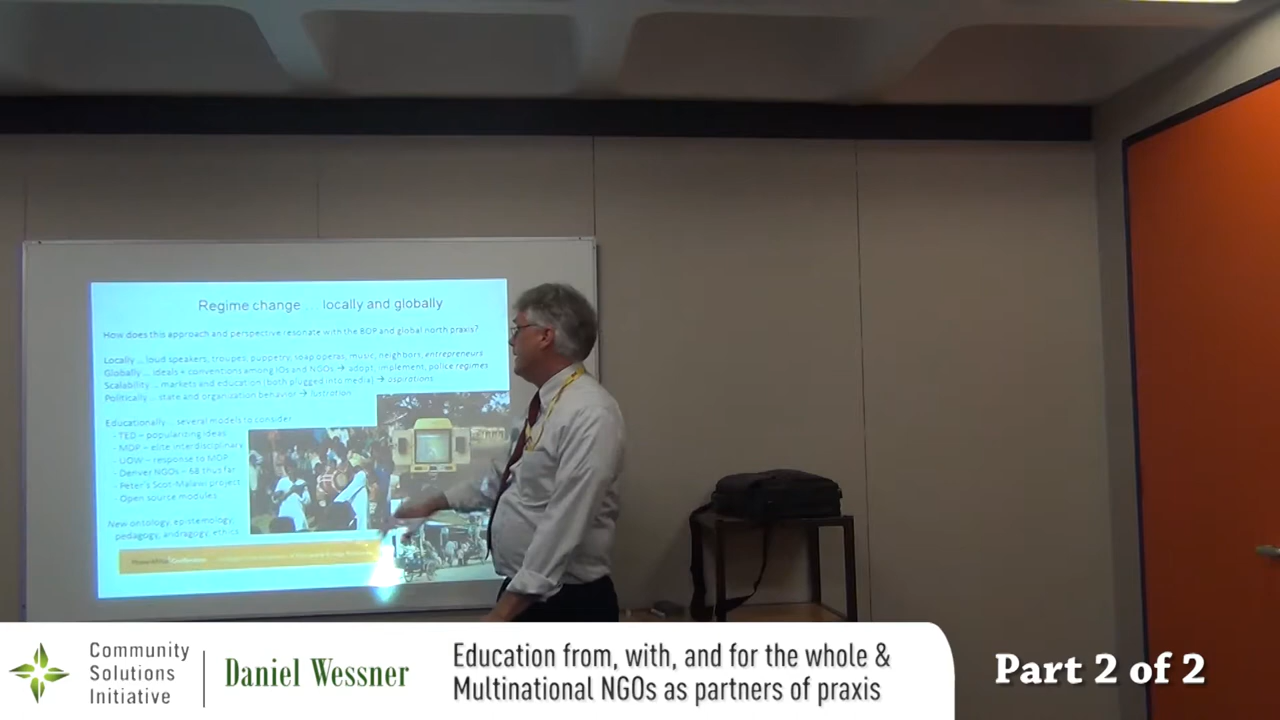 Regime change ... locally and globally
How does this approach and perspective resonate with the BOP and global north praxis?
Locally ... loud speakers, troupes, puppetry, soap operas, music, neighbors, entrepreneurs
Globally ... ideals + conventions among IOs and NGOs → adopt, implement, police regimes
Scalability ... markets and education (both plugged into media) → aspirations
Politically ... state and organization behavior → lustration
Educationally ... several models to consider
- TED – popularizing ideas
- MDP – elite interdisciplinary
- UOW – response to MDP
- Denver NGOs – 68 thus far
- Peter's Scot-Malawi project
- Open source modules
New ontology, epistemology,
pedagogy, andragogy, ethics
Community
Solutions
Initiative
Daniel Wessner
Education from, with, and for the whole &
Multinational NGOs as partners of praxis
Part 2 of 2